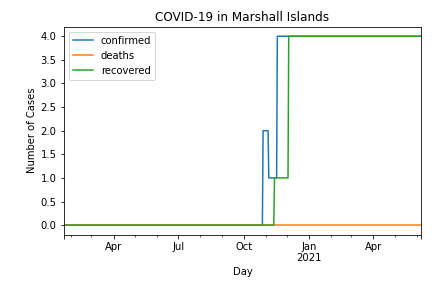 COVID-19 in Marshall Islands
confirmed
deaths
recovered
4.0
3.5
3.0
2.5
2.0
1.5
1.0
0.5
0.0
Number of Cases
Apr Jul Oct Jan Apr
2021
Day